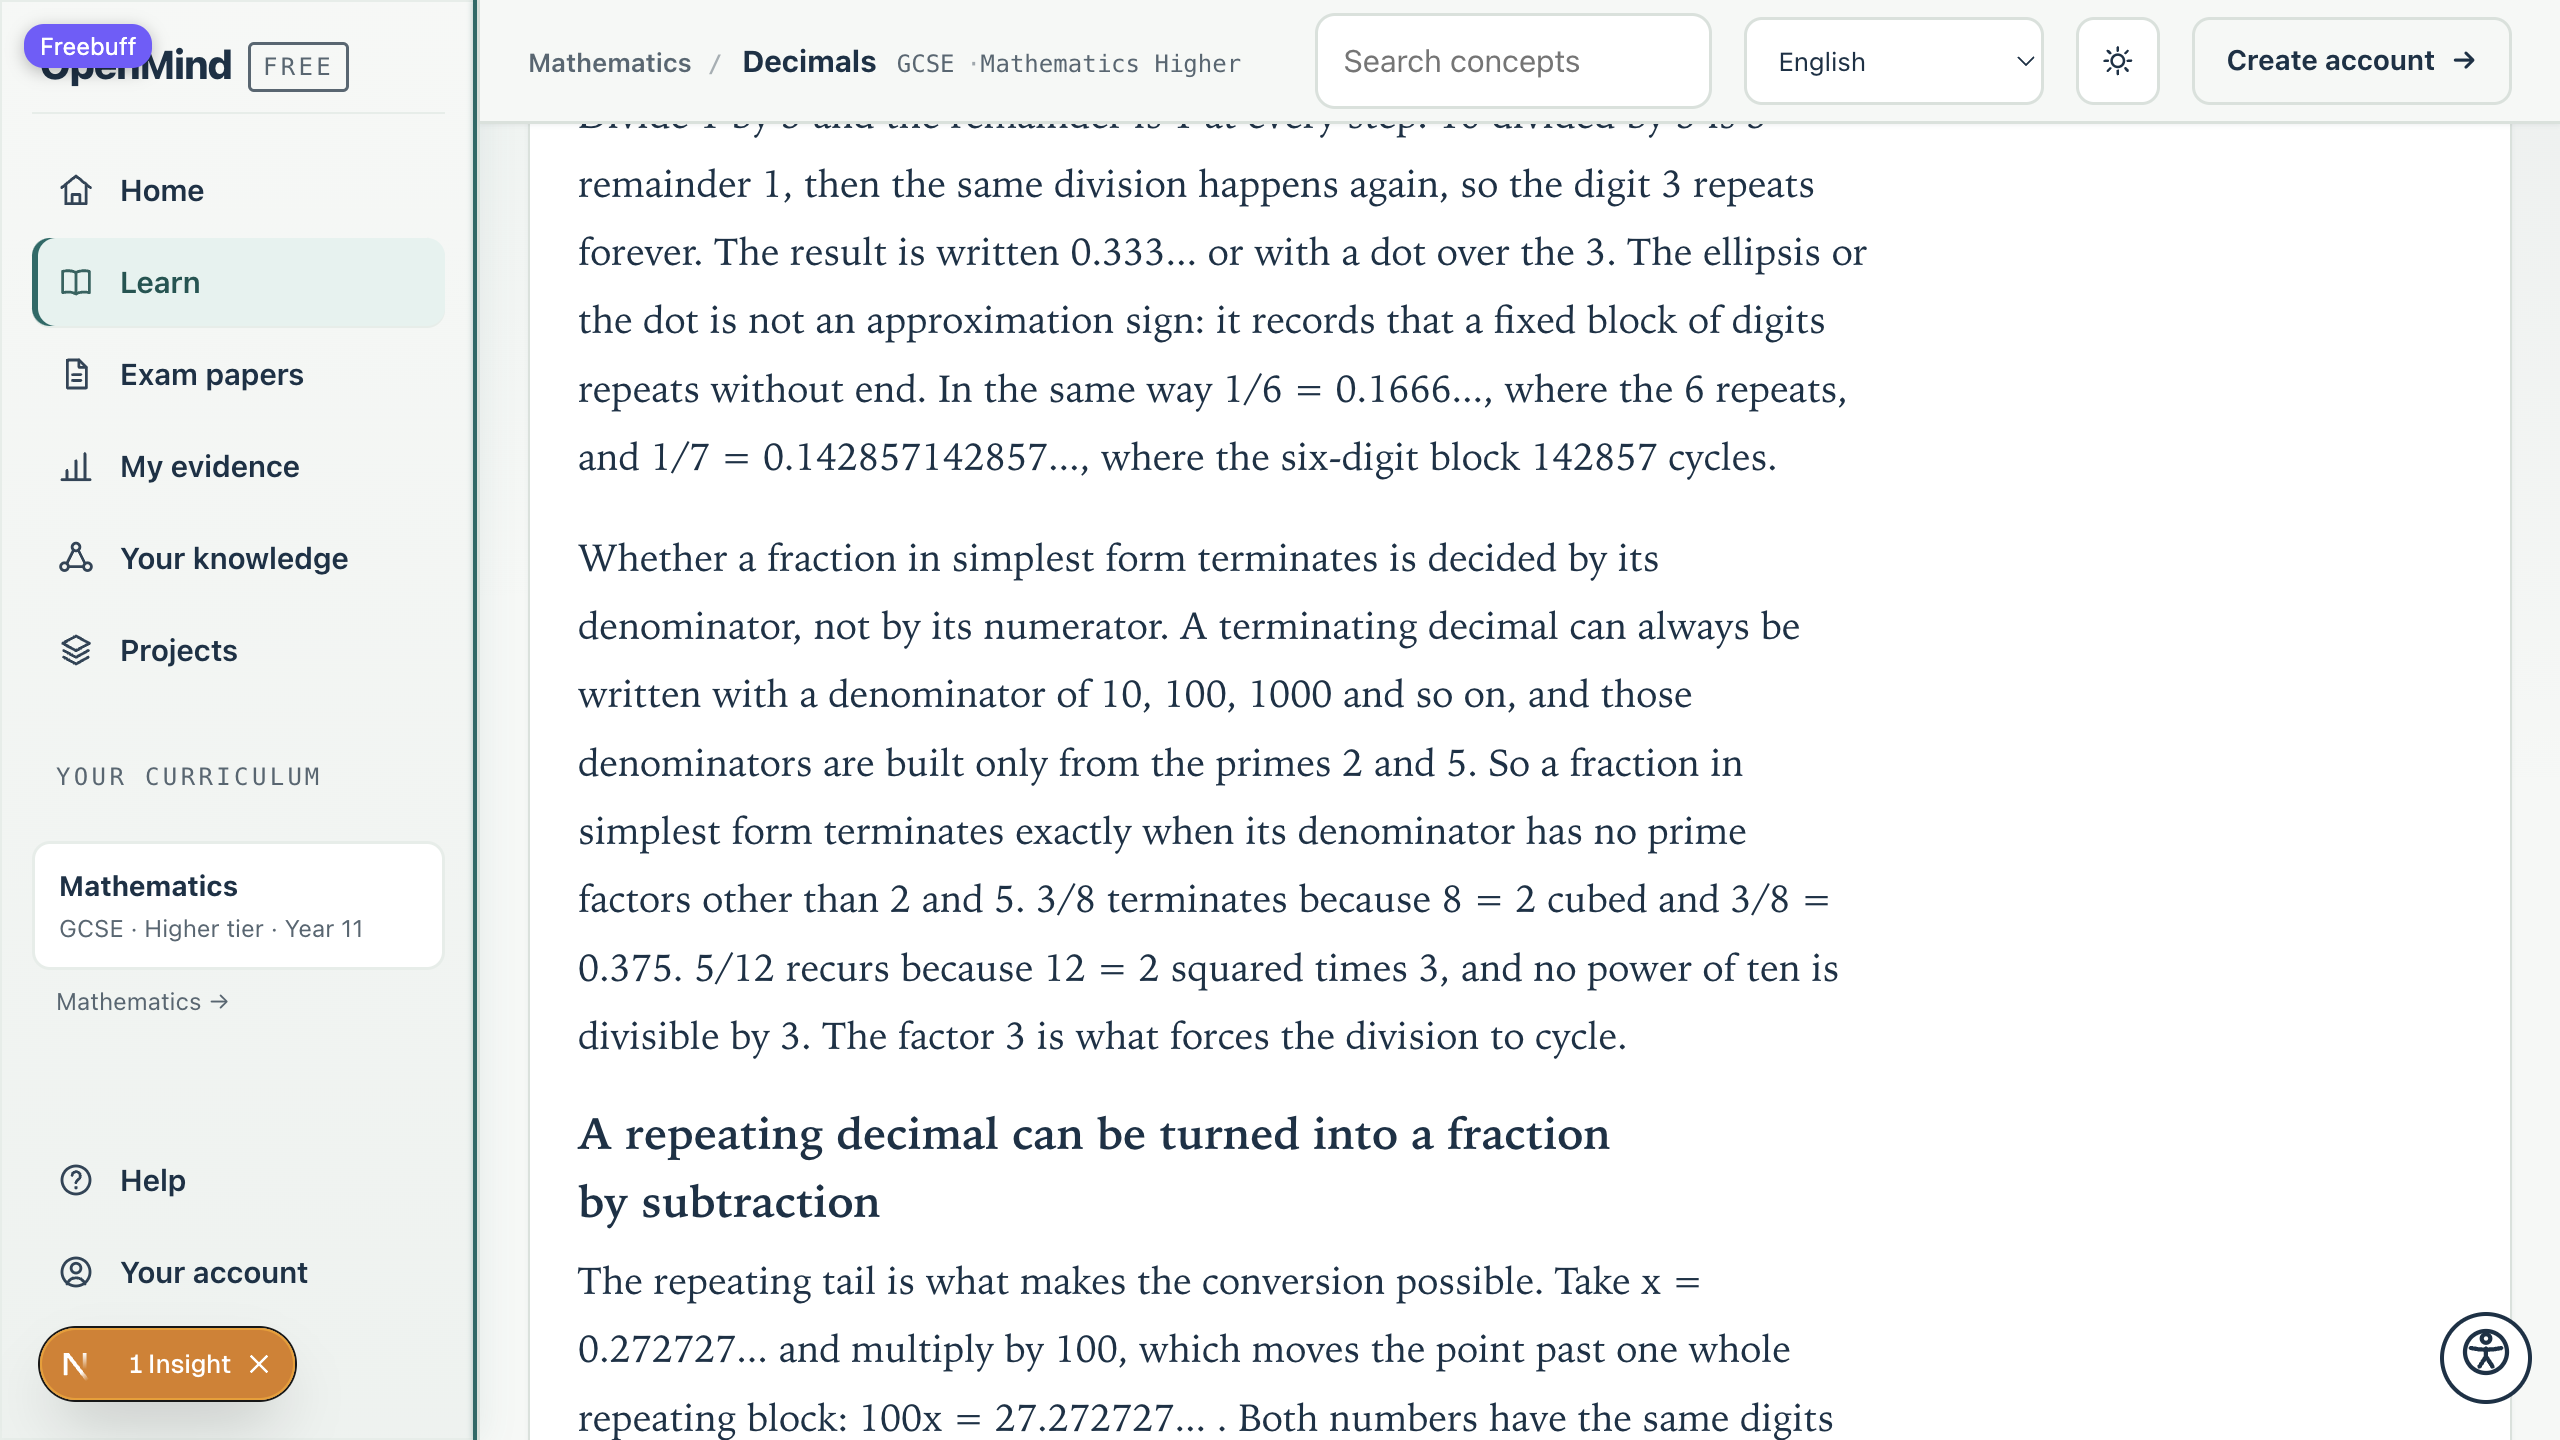 Freebuff
OpenMind FREE
Home
Learn
Exam papers
My evidence
Your knowledge
Projects
YOUR CURRICULUM
Mathematics
GCSE · Higher tier · Year 11
Mathematics →
Help
Your account
1 Insight
Mathematics / Decimals GCSE ·Mathematics Higher
Search concepts
English
Create account →
remainder 1, then the same division happens again, so the digit 3 repeats
forever. The result is written 0.333... or with a dot over the 3. The ellipsis or
the dot is not an approximation sign: it records that a fixed block of digits
repeats without end. In the same way 1/6 = 0.1666..., where the 6 repeats,
and 1/7 = 0.142857142857..., where the six-digit block 142857 cycles.
Whether a fraction in simplest form terminates is decided by its
denominator, not by its numerator. A terminating decimal can always be
written with a denominator of 10, 100, 1000 and so on, and those
denominators are built only from the primes 2 and 5. So a fraction in
simplest form terminates exactly when its denominator has no prime
factors other than 2 and 5. 3/8 terminates because 8 = 2 cubed and 3/8 =
0.375. 5/12 recurs because 12 = 2 squared times 3, and no power of ten is
divisible by 3. The factor 3 is what forces the division to cycle.
A repeating decimal can be turned into a fraction
by subtraction
The repeating tail is what makes the conversion possible. Take x =
0.272727... and multiply by 100, which moves the point past one whole
repeating block: 100x = 27.272727... . Both numbers have the same digits